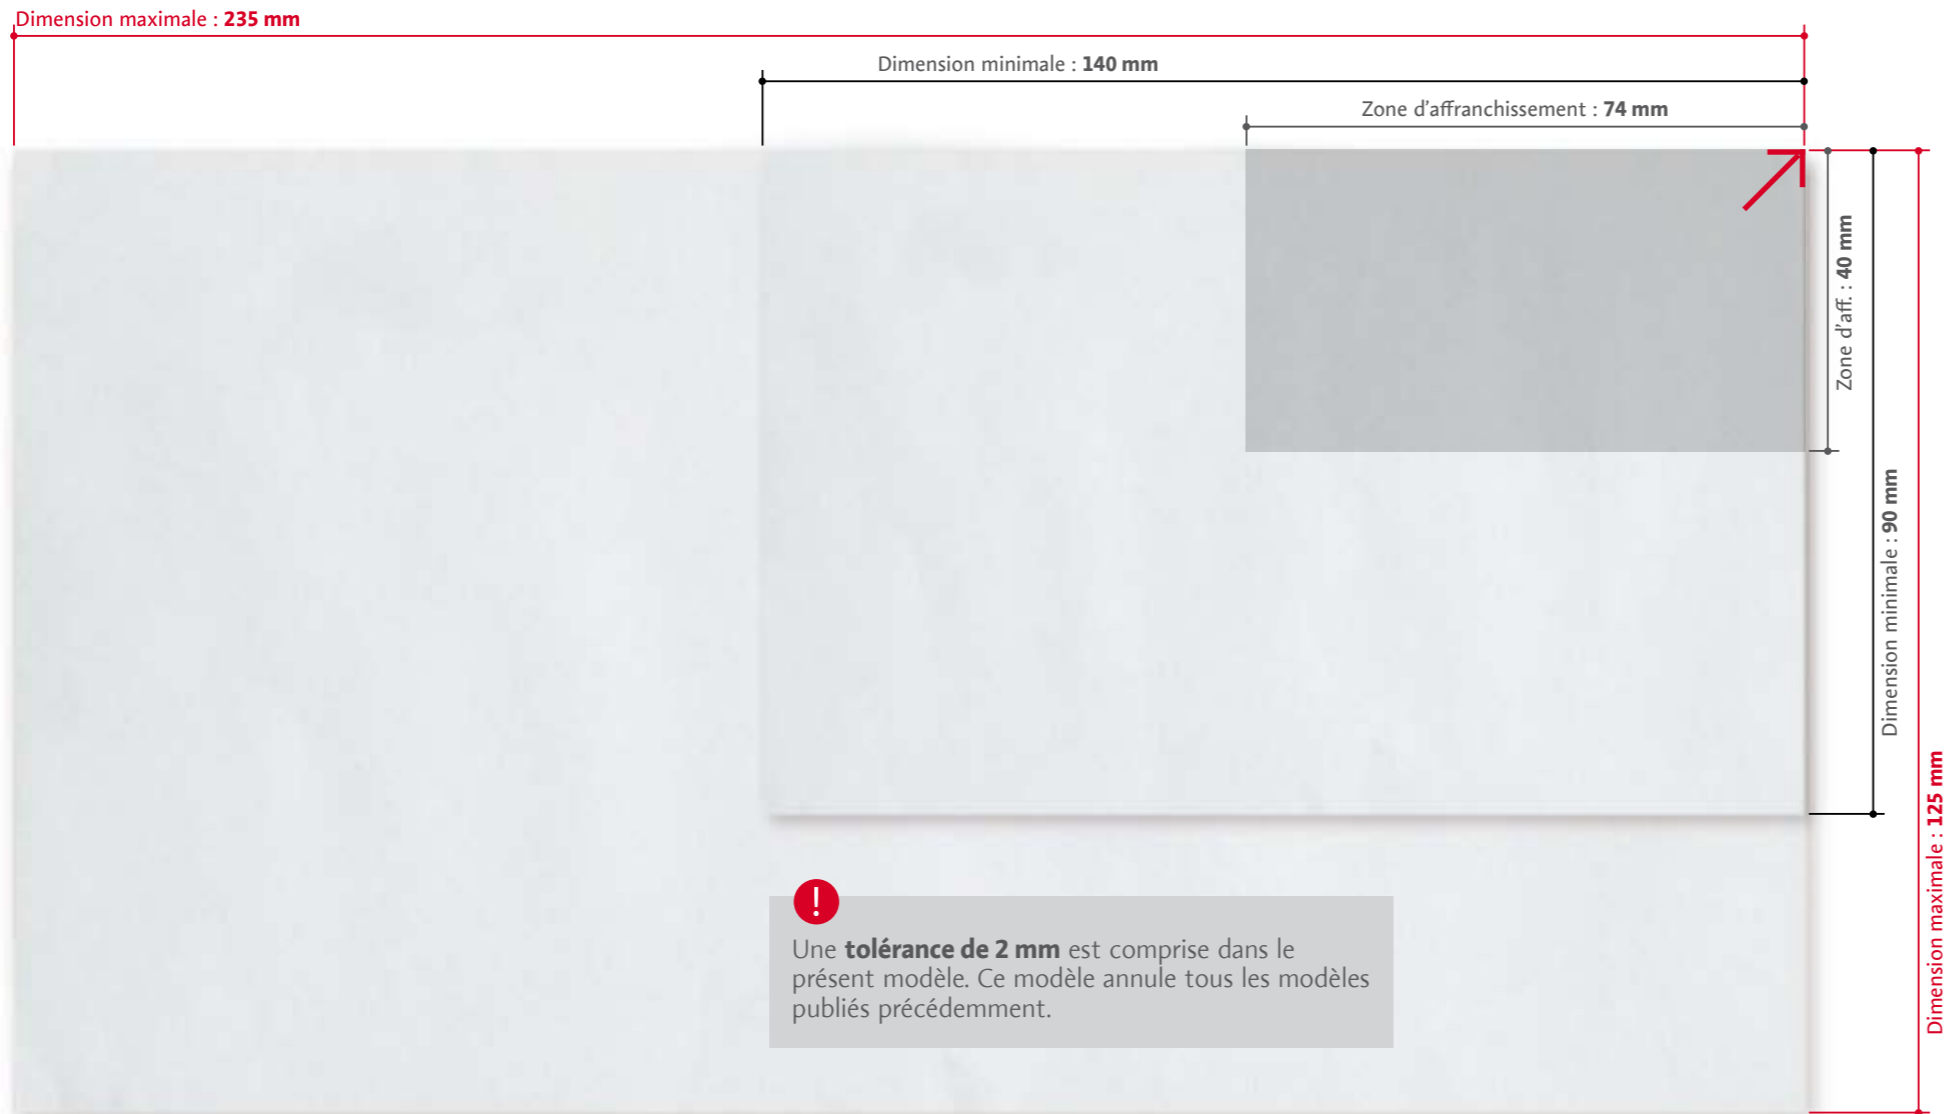 Dimension maximale : 235 mm
Dimension minimale : 140 mm
Zone d'affranchissement : 74 mm
Zone d'aff. : 40 mm
Dimension minimale : 90 mm
Dimension maximale : 125 mm
!
Une tolérance de 2 mm est comprise dans le
présent modèle. Ce modèle annule tous les modèles
publiés précédemment.